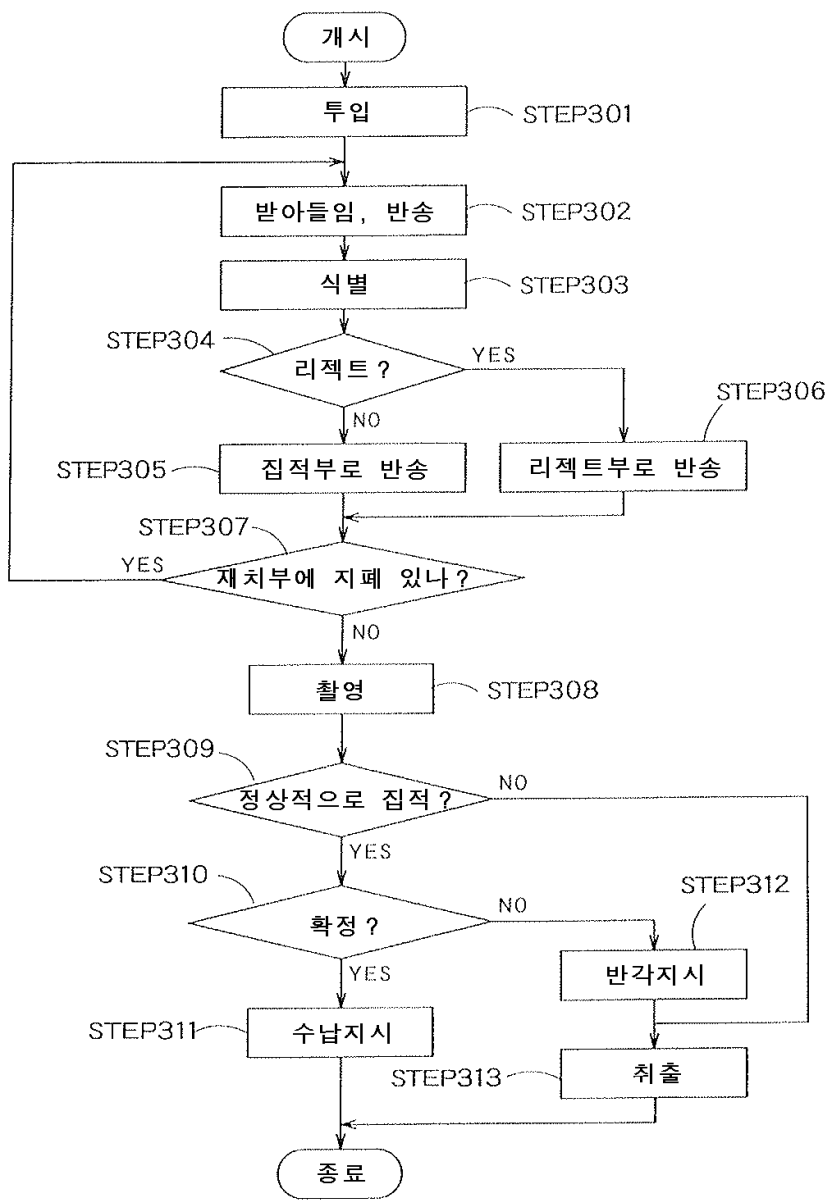 개시
투입
STEP301
받아들임, 반송
STEP302
식별
STEP303
STEP304
리젝트?
YES
NO
STEP306
STEP305
집적부로 반송
리젝트부로 반송
STEP307
YES
재치부에 지폐 있나?
NO
촬영
STEP308
STEP309
정상적으로 집적?
NO
YES
STEP310
확정?
NO
STEP312
YES
반각지시
STEP311
수납지시
STEP313
취출
종료